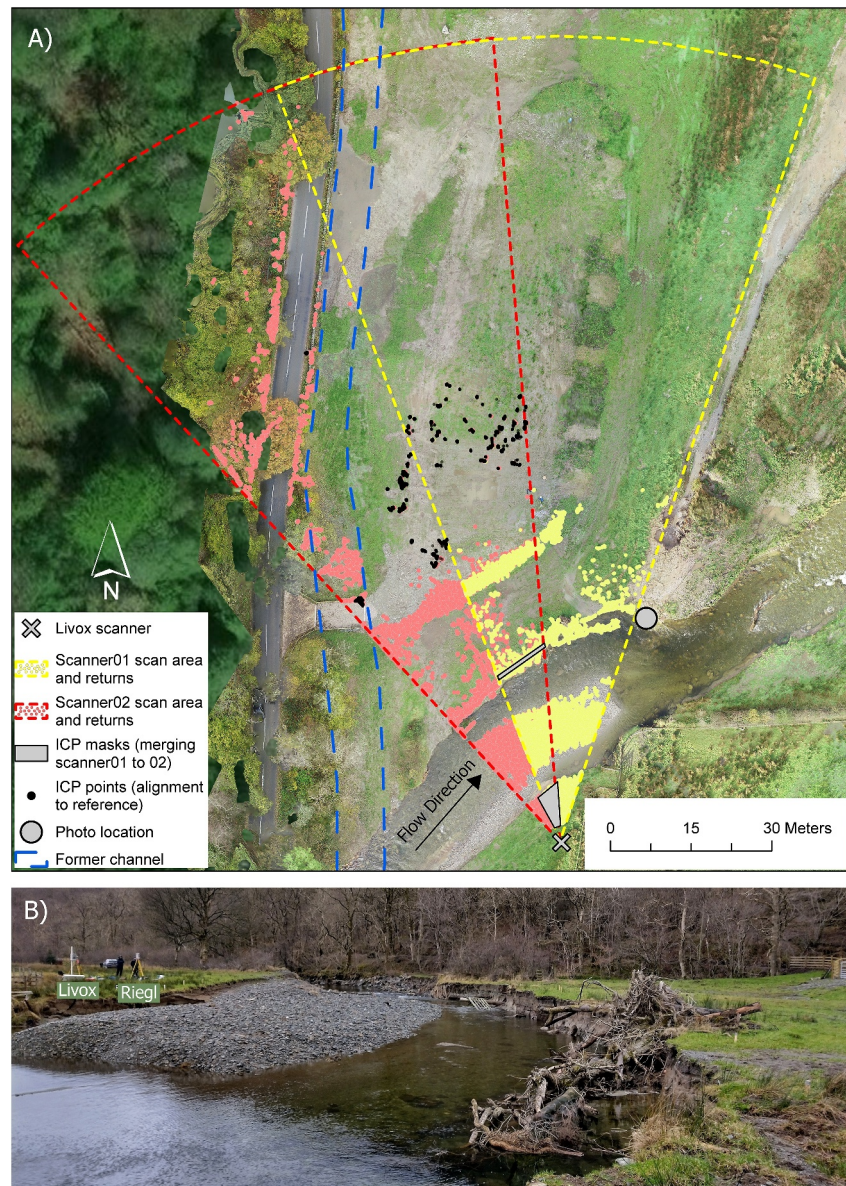 A)
N
Livox scanner
Scanner01 scan area
and returns
Scanner02 scan area
and returns
ICP masks (merging
scanner01 to 02)
ICP points (alignment
to reference)
Photo location
Former channel
Flow Direction
0 15 30 Meters
B)
Livox Riegl